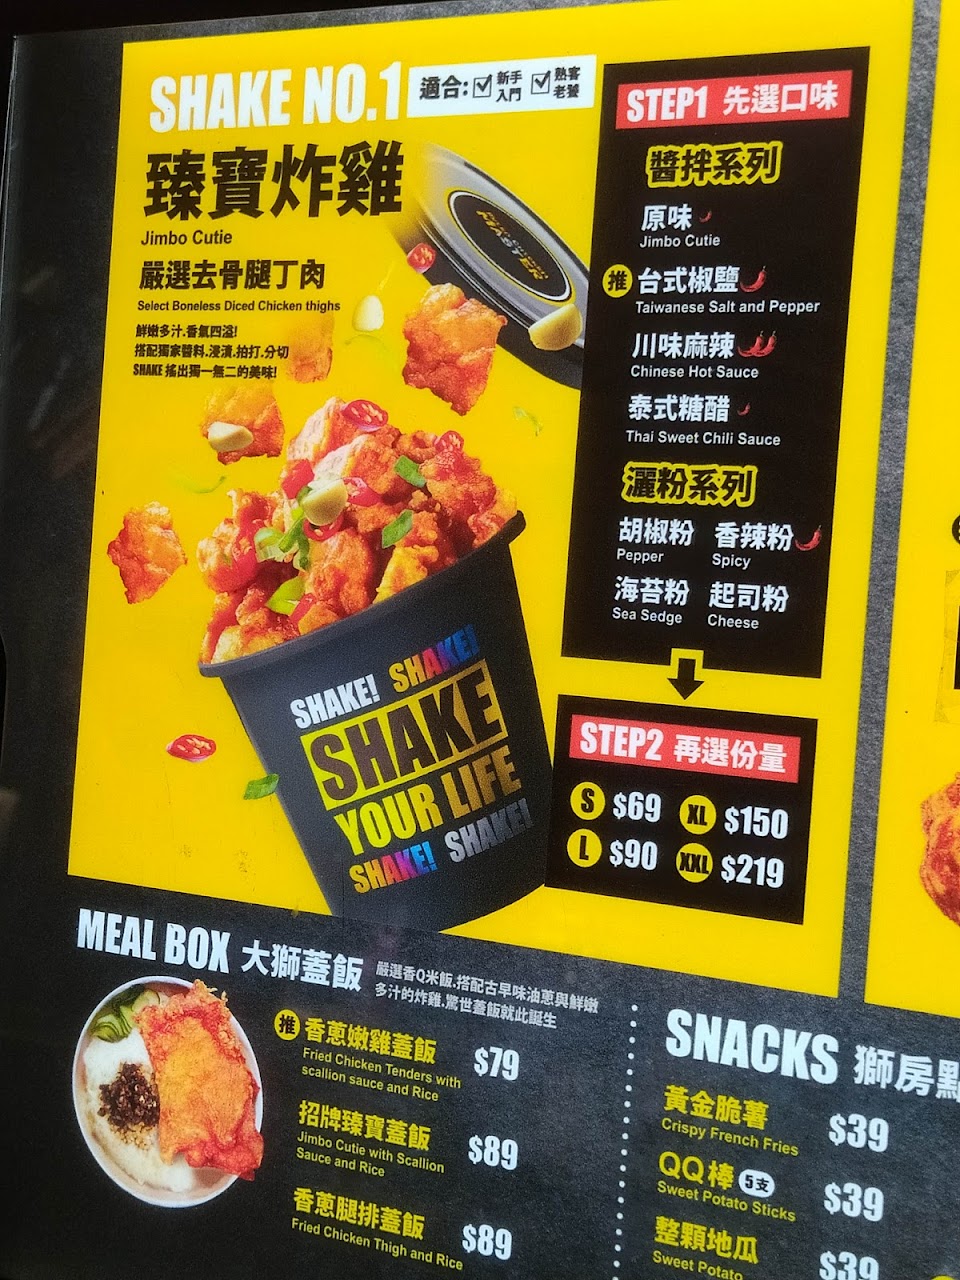 SHAKE NO.1
適合: ☑新手入門 ☑熟客老饕
臻寶炸雞
Jimbo Cutie
嚴選去骨腿丁肉
Select Boneless Diced Chicken thighs
鮮嫩多汁.香氣四溢!
搭配獨家醬料.浸漬.拍打.分切
SHAKE 搖出獨一無二的美味!
MASTER
SHAKE! SHAKE!
SHAKE
YOUR LIFE
SHAKE! SHAKE!
STEP1 先選口味
醬拌系列
原味
Jimbo Cutie
推 台式椒鹽
Taiwanese Salt and Pepper
川味麻辣
Chinese Hot Sauce
泰式糖醋
Thai Sweet Chili Sauce
灑粉系列
胡椒粉 香辣粉
Pepper Spicy
海苔粉 起司粉
Sea Sedge Cheese
STEP2 再選份量
S $69 XL $150
L $90 XXL $219
MEAL BOX 大獅蓋飯
嚴選香Q米飯.搭配古早味油蔥與鮮嫩
多汁的炸雞.驚世蓋飯就此誕生
推 香蔥嫩雞蓋飯 $79
Fried Chicken Tenders with
scallion sauce and Rice
招牌臻寶蓋飯 $89
Jimbo Cutie with Scallion
Sauce and Rice
香蔥腿排蓋飯 $89
Fried Chicken Thigh and Rice
SNACKS 獅房點
黃金脆薯 $39
Crispy French Fries
QQ棒 5支 $39
Sweet Potato Sticks
整顆地瓜 $39
Sweet Potato